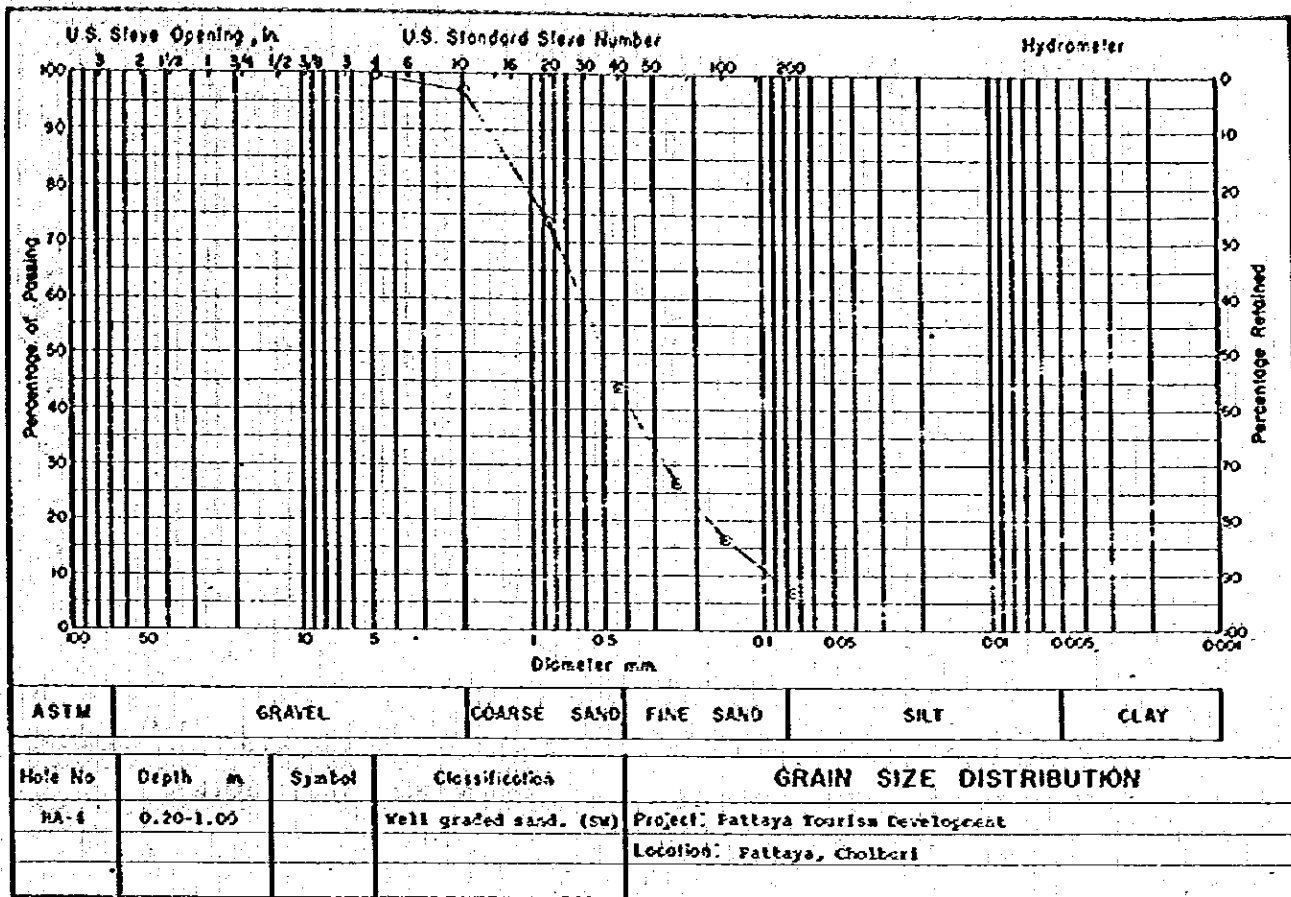 U.S. Sieve Opening, in
U.S. Standard Sieve Number
Hydrometer
3 2 1½ 1 3/4 1/2 3/8 3 4 6 10 16 20 30 40 50 100 200
Percentage of Passing
100
90
80
70
60
50
40
30
20
10
0
Percentage Retained
0
10
20
30
40
50
60
70
80
90
100
100 50 10 5 1 0.5 0.1 0.05 0.01 0.005 0.001
Diameter mm
ASTM GRAVEL COARSE SAND FINE SAND SILT CLAY
Hole No Depth m Symbol Classification GRAIN SIZE DISTRIBUTION
0.20-1.00 Well graded sand. (SW) Project: Pattaya Tourism Development
Location: Pattaya, Cholburi